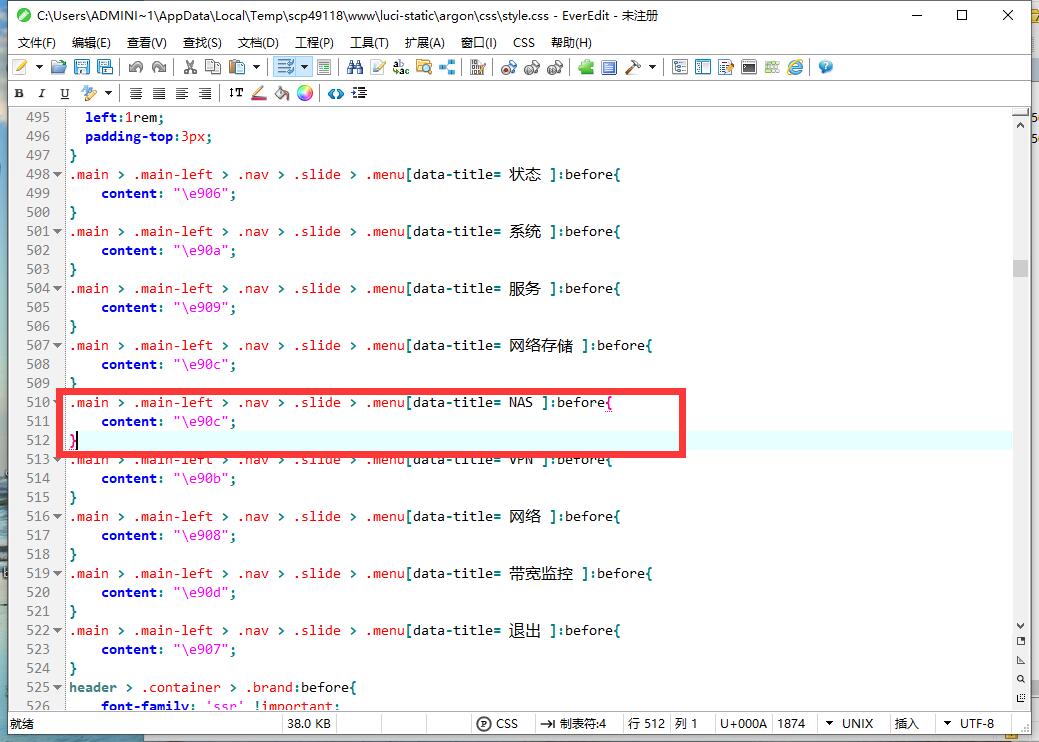 C:\Users\ADMINI~1\AppData\Local\Temp\scp49118\www\luci-static\argon\css\style.css - EverEdit - 未注册
文件(F) 编辑(E) 查看(V) 查找(S) 文档(D) 工程(P) 工具(T) 扩展(A) 窗口(I) CSS 帮助(H)
B I U
495 left:1rem;
496 padding-top:3px;
497 }
498 .main > .main-left > .nav > .slide > .menu[data-title= 状态 ]:before{
499 content: "\e906";
500 }
501 .main > .main-left > .nav > .slide > .menu[data-title= 系统 ]:before{
502 content: "\e90a";
503 }
504 .main > .main-left > .nav > .slide > .menu[data-title= 服务 ]:before{
505 content: "\e909";
506 }
507 .main > .main-left > .nav > .slide > .menu[data-title= 网络存储 ]:before{
508 content: "\e90c";
509 }
510 .main > .main-left > .nav > .slide > .menu[data-title= NAS ]:before{
511 content: "\e90c";
512 }
513 .main > .main-left > .nav > .slide > .menu[data-title= VPN ]:before{
514 content: "\e90b";
515 }
516 .main > .main-left > .nav > .slide > .menu[data-title= 网络 ]:before{
517 content: "\e908";
518 }
519 .main > .main-left > .nav > .slide > .menu[data-title= 带宽监控 ]:before{
520 content: "\e90d";
521 }
522 .main > .main-left > .nav > .slide > .menu[data-title= 退出 ]:before{
523 content: "\e907";
524 }
525 header > .container > .brand:before{
526 font-family: 'ssr' !important;
就绪 38.0 KB CSS 制表符:4 行 512 列 1 U+000A 1874 UNIX 插入 UTF-8